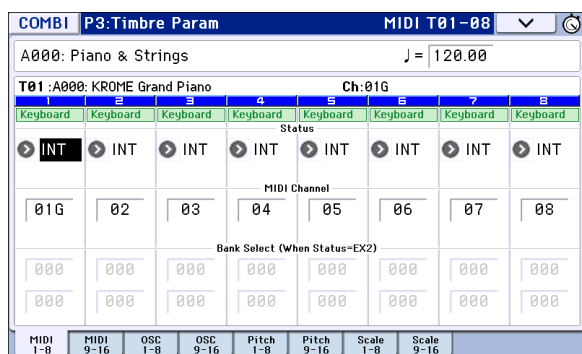 COMBI P3:Timbre Param MIDI T01-08
A000: Piano & Strings ♩= 120.00
T01 :A000: KROME Grand Piano Ch:01G
1 2 3 4 5 6 7 8
Keyboard Keyboard Keyboard Keyboard Keyboard Keyboard Keyboard Keyboard
Status
INT INT INT INT INT INT INT INT
MIDI Channel
01G 02 03 04 05 06 07 08
Bank Select (When Status=EX2)
000 000 000 000 000 000 000 000
000 000 000 000 000 000 000 000
MIDI 1-8 MIDI 9-16 OSC 1-8 OSC 9-16 Pitch 1-8 Pitch 9-16 Scale 1-8 Scale 9-16